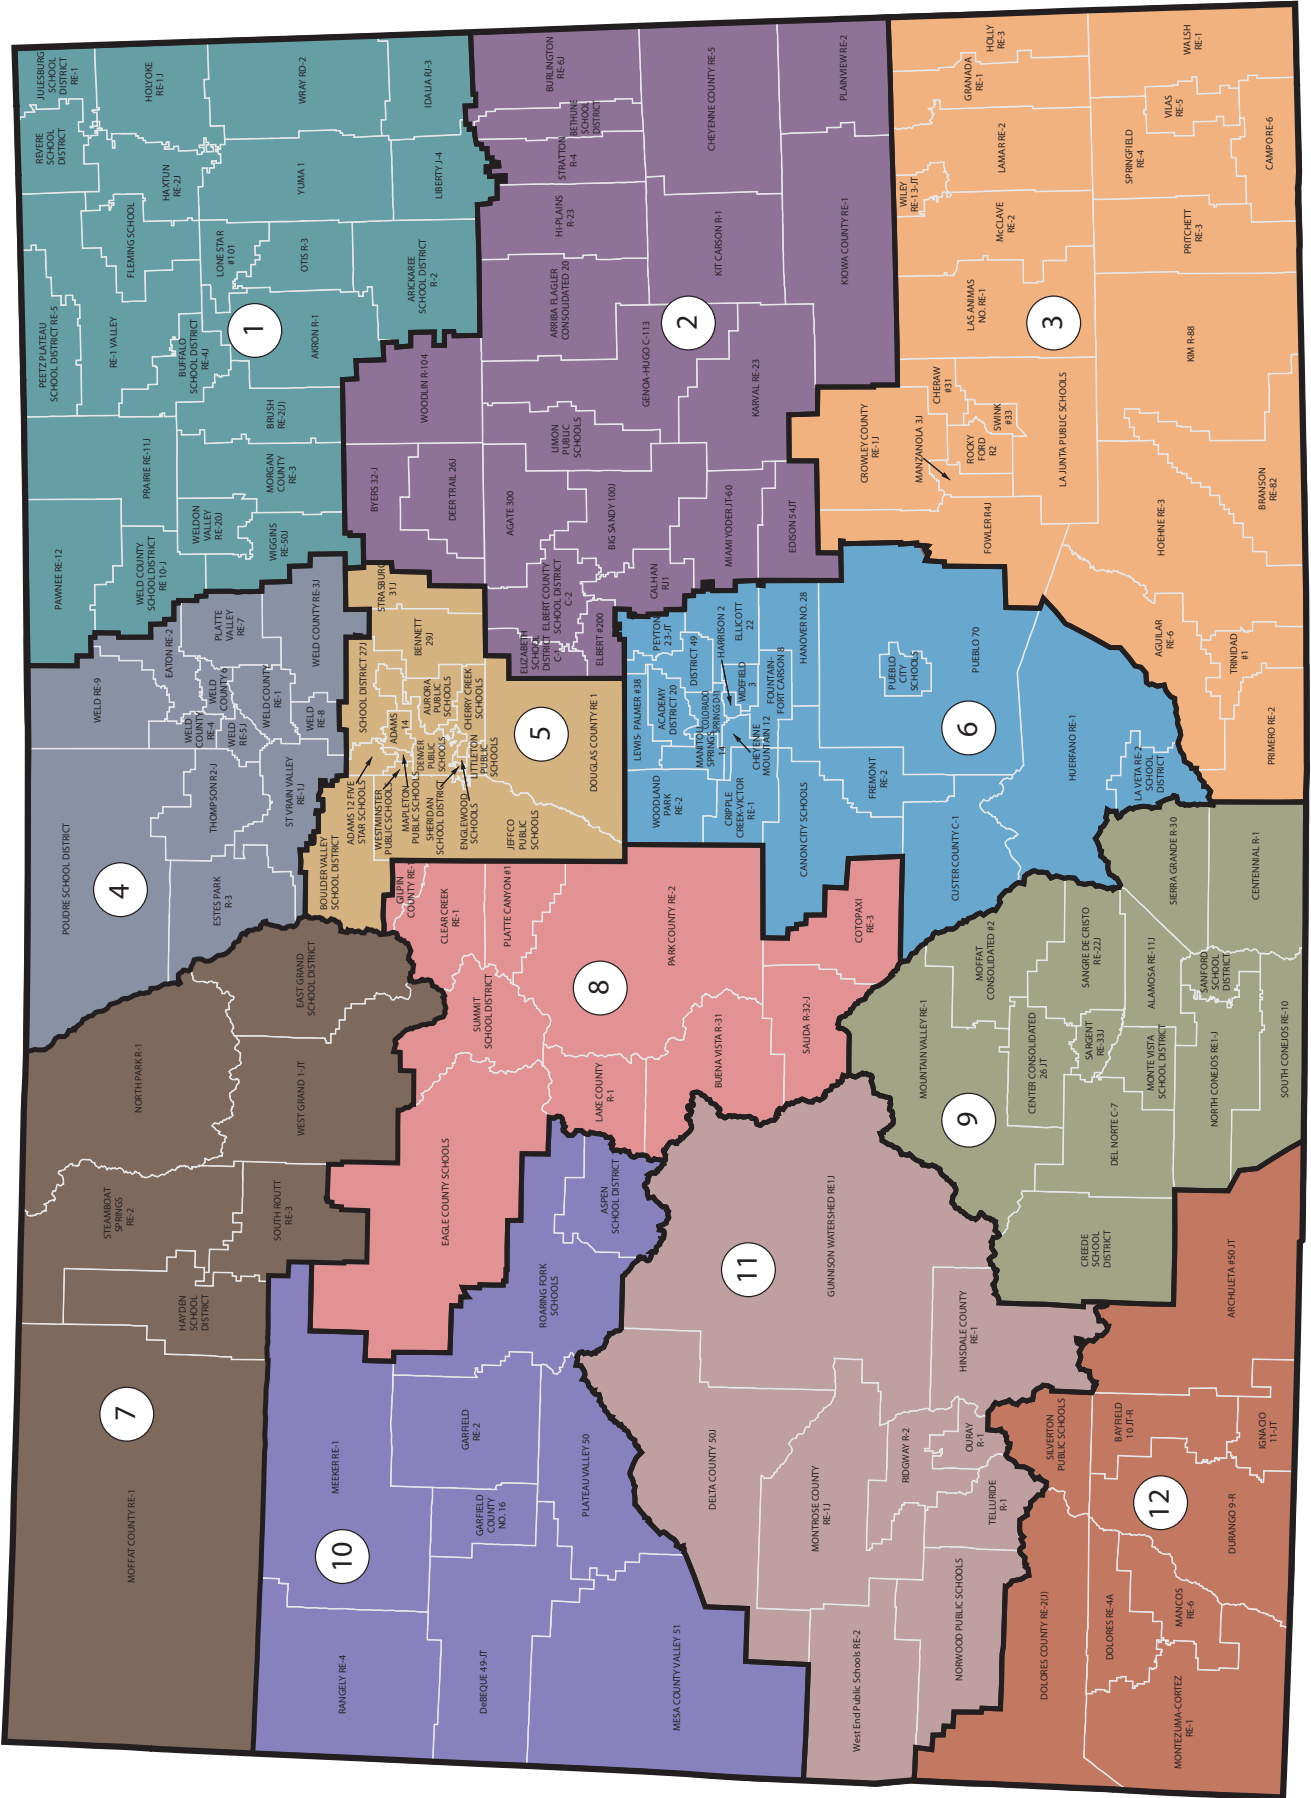 JULESBURG
SCHOOL
DISTRICT
RE-1
REVERE
SCHOOL
DISTRICT
HOLYOKE
RE-1J
HAXTUN
RE-2J
WRAY RD-2
YUMA 1
IDALIA RJ-3
LIBERTY J-4
FLEMING SCHOOL
LONE STAR
#101
OTIS R-3
ARICKAREE
SCHOOL DISTRICT
R-2
PEETZ PLATEAU
SCHOOL DISTRICT RE-5
RE-1 VALLEY
BUFFALO
SCHOOL DISTRICT
RE-4J
1
AKRON R-1
BRUSH
RE-2(J)
PRAIRIE RE-11J
MORGAN
COUNTY
RE-3
WELDON
VALLEY
RE-20J
WIGGINS
RE-50J
PAWNEE RE-12
WELD COUNTY
SCHOOL DISTRICT
RE 10-J
BURLINGTON
RE-6J
BETHUNE
SCHOOL
DISTRICT
STRATTON
R-4
HI-PLAINS
R-23
ARRIBA FLAGLER
CONSOLIDATED 20
CHEYENNE COUNTY RE-5
PLAINVIEW RE-2
KIT CARSON R-1
KIOWA COUNTY RE-1
2
GENOA-HUGO C-113
KARVAL RE-23
WOODLIN R-104
LIMON
PUBLIC
SCHOOLS
BYERS 32-J
DEER TRAIL 26J
AGATE 300
BIG SANDY 100J
MIAMI YODER JT-60
EDISON 54JT
CALHAN
RJ1
ELBERT COUNTY
SCHOOL DISTRICT
C-2
ELIZABETH
SCHOOL
DISTRICT
C-1
ELBERT #200
HOLLY
RE-3
GRANADA
RE-1
WALSH
RE-1
VILAS
RE-5
LAMAR RE-2
SPRINGFIELD
RE-4
CAMPO RE-6
WILEY
RE-13-JT
McCLAVE
RE-2
PRITCHETT
RE-3
LAS ANIMAS
NO. RE-1
3
KIM R-88
CHERAW
#31
SWINK
#33
CROWLEY COUNTY
RE-1J
MANZANOLA 3J
ROCKY
FORD
R2
LA JUNTA PUBLIC SCHOOLS
FOWLER R4J
BRANSON
RE-82
HOEHNE RE-3
AGUILAR
RE-6
TRINIDAD
#1
PRIMERO RE-2
WELD RE-9
EATON RE-2
PLATTE
VALLEY
RE-7
WELD COUNTY RE-3J
WELD
COUNTY 6
WELD
COUNTY
RE-4
WELD
RE-5J
WELD COUNTY
RE-1
WELD
RE-8
THOMPSON R2-J
ST VRAIN VALLEY
RE-1J
POUDRE SCHOOL DISTRICT
4
ESTES PARK
R-3
STRASBURG
31J
BENNETT
29J
SCHOOL DISTRICT 27J
ADAMS
14
AURORA
PUBLIC
SCHOOLS
CHERRY CREEK
SCHOOLS
DENVER
PUBLIC
SCHOOLS
LITTLETON
PUBLIC
SCHOOLS
5
DOUGLAS COUNTY RE 1
ADAMS 12 FIVE
STAR SCHOOLS
WESTMINSTER
PUBLIC SCHOOLS
MAPLETON
PUBLIC SCHOOLS
SHERIDAN
SCHOOL DISTRICT
ENGLEWOOD
SCHOOLS
JEFFCO
PUBLIC
SCHOOLS
BOULDER VALLEY
SCHOOL DISTRICT
PEYTON
23-JT
DISTRICT 49
HARRISON 2
ELLICOTT
22
HANOVER NO. 28
LEWIS- PALMER #38
ACADEMY
DISTRICT 20
COLORADO
SPRINGS D-11
WIDEFIELD
3
FOUNTAIN-
FORT CARSON 8
MANITOU
SPRINGS
14
CHEYENNE
MOUNTAIN 12
WOODLAND
PARK
RE-2
CRIPPLE
CREEK-VICTOR
RE-1
CANON CITY SCHOOLS
FREMONT
RE-2
PUEBLO
CITY
SCHOOLS
PUEBLO 70
6
HUERFANO RE-1
LA VETA RE-2
SCHOOL
DISTRICT
CUSTER COUNTY C-1
MOFFAT COUNTY RE-1
7
HAYDEN
SCHOOL
DISTRICT
STEAMBOAT
SPRINGS
RE-2
SOUTH ROUTT
RE-3
NORTH PARK R-1
WEST GRAND 1-JT
EAST GRAND
SCHOOL DISTRICT
GILPIN
COUNTY RE-1
CLEAR CREEK
RE-1
PLATTE CANYON #1
PARK COUNTY RE-2
8
SUMMIT
SCHOOL DISTRICT
LAKE COUNTY
R-1
BUENA VISTA R-31
SALIDA R-32-J
COTOPAXI
RE-3
EAGLE COUNTY SCHOOLS
SIERRA GRANDE R-30
CENTENNIAL R-1
MOFFAT
CONSOLIDATED #2
SANGRE DE CRISTO
RE-22J
ALAMOSA RE-11J
SANFORD
SCHOOL
DISTRICT
MOUNTAIN VALLEY RE-1
CENTER CONSOLIDATED
26 JT
SARGENT
RE-33J
MONTE VISTA
SCHOOL DISTRICT
NORTH CONEJOS RE1-J
SOUTH CONEJOS RE-10
9
DEL NORTE C-7
CREEDE
SCHOOL
DISTRICT
ASPEN
SCHOOL DISTRICT
ROARING FORK
SCHOOLS
GARFIELD
RE-2
PLATEAU VALLEY 50
MEEKER RE-1
GARFIELD
COUNTY
NO. 16
10
RANGELY RE-4
DeBEQUE 49-JT
MESA COUNTY VALLEY 51
GUNNISON WATERSHED RE1J
11
HINSDALE COUNTY
RE-1
DELTA COUNTY 50J
MONTROSE COUNTY
RE-1J
RIDGWAY R-2
OURAY
R-1
TELLURIDE
R-1
NORWOOD PUBLIC SCHOOLS
West End Public Schools RE-2
ARCHULETA #50 JT
SILVERTON
PUBLIC SCHOOLS
BAYFIELD
10 JT-R
IGNACIO
11-JT
12
DURANGO 9-R
DOLORES COUNTY RE-2(J)
DOLORES RE-4A
MANCOS
RE-6
MONTEZUMA-CORTEZ
RE-1